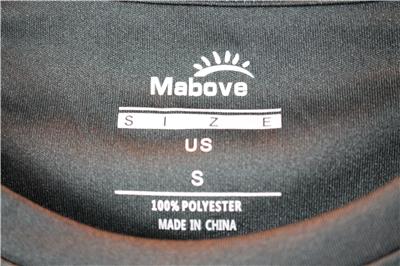 Mabove
SIZE
US
S
100% POLYESTER
MADE IN CHINA